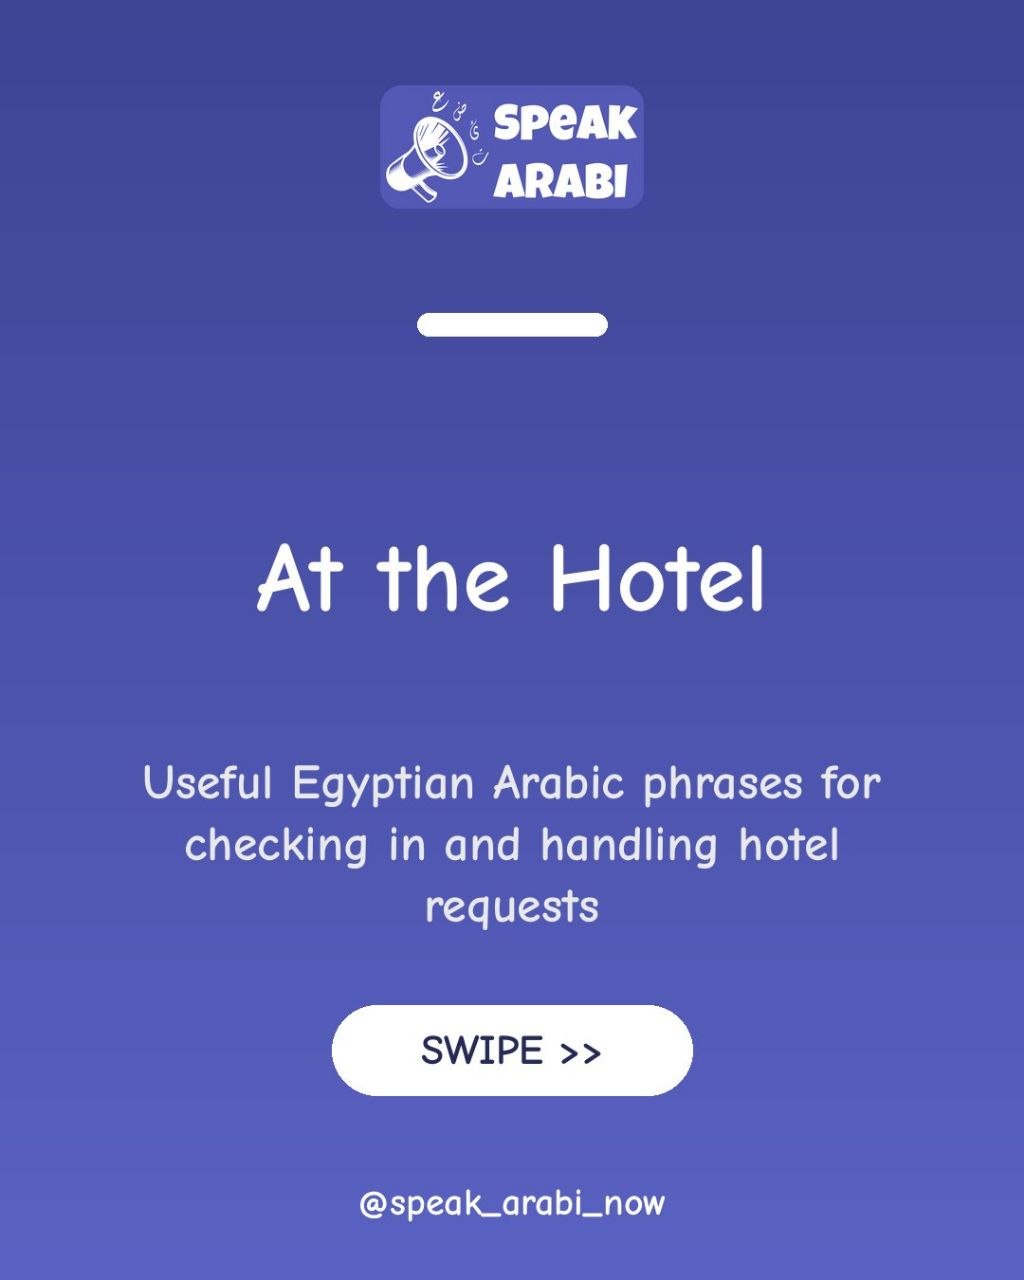 ع ض ئ ت
SPeAK
ARABI
At the Hotel
Useful Egyptian Arabic phrases for
checking in and handling hotel
requests
SWIPE >>
@speak_arabi_now